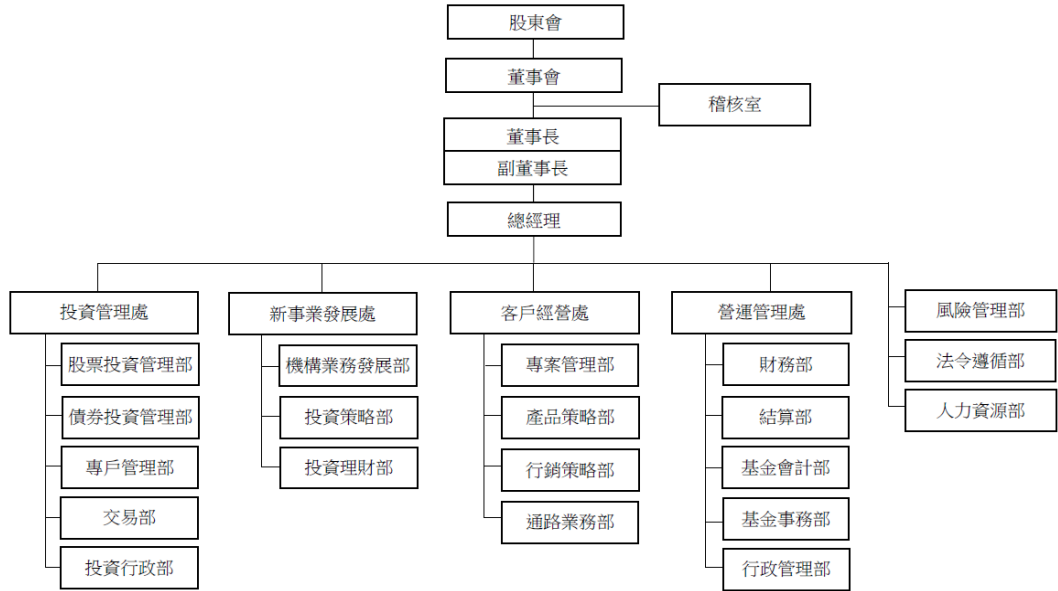 股東會
董事會
稽核室
董事長
副董事長
總經理
投資管理處
股票投資管理部
債券投資管理部
專戶管理部
交易部
投資行政部
新事業發展處
機構業務發展部
投資策略部
投資理財部
客戶經營處
專案管理部
產品策略部
行銷策略部
通路業務部
營運管理處
財務部
結算部
基金會計部
基金事務部
行政管理部
風險管理部
法令遵循部
人力資源部